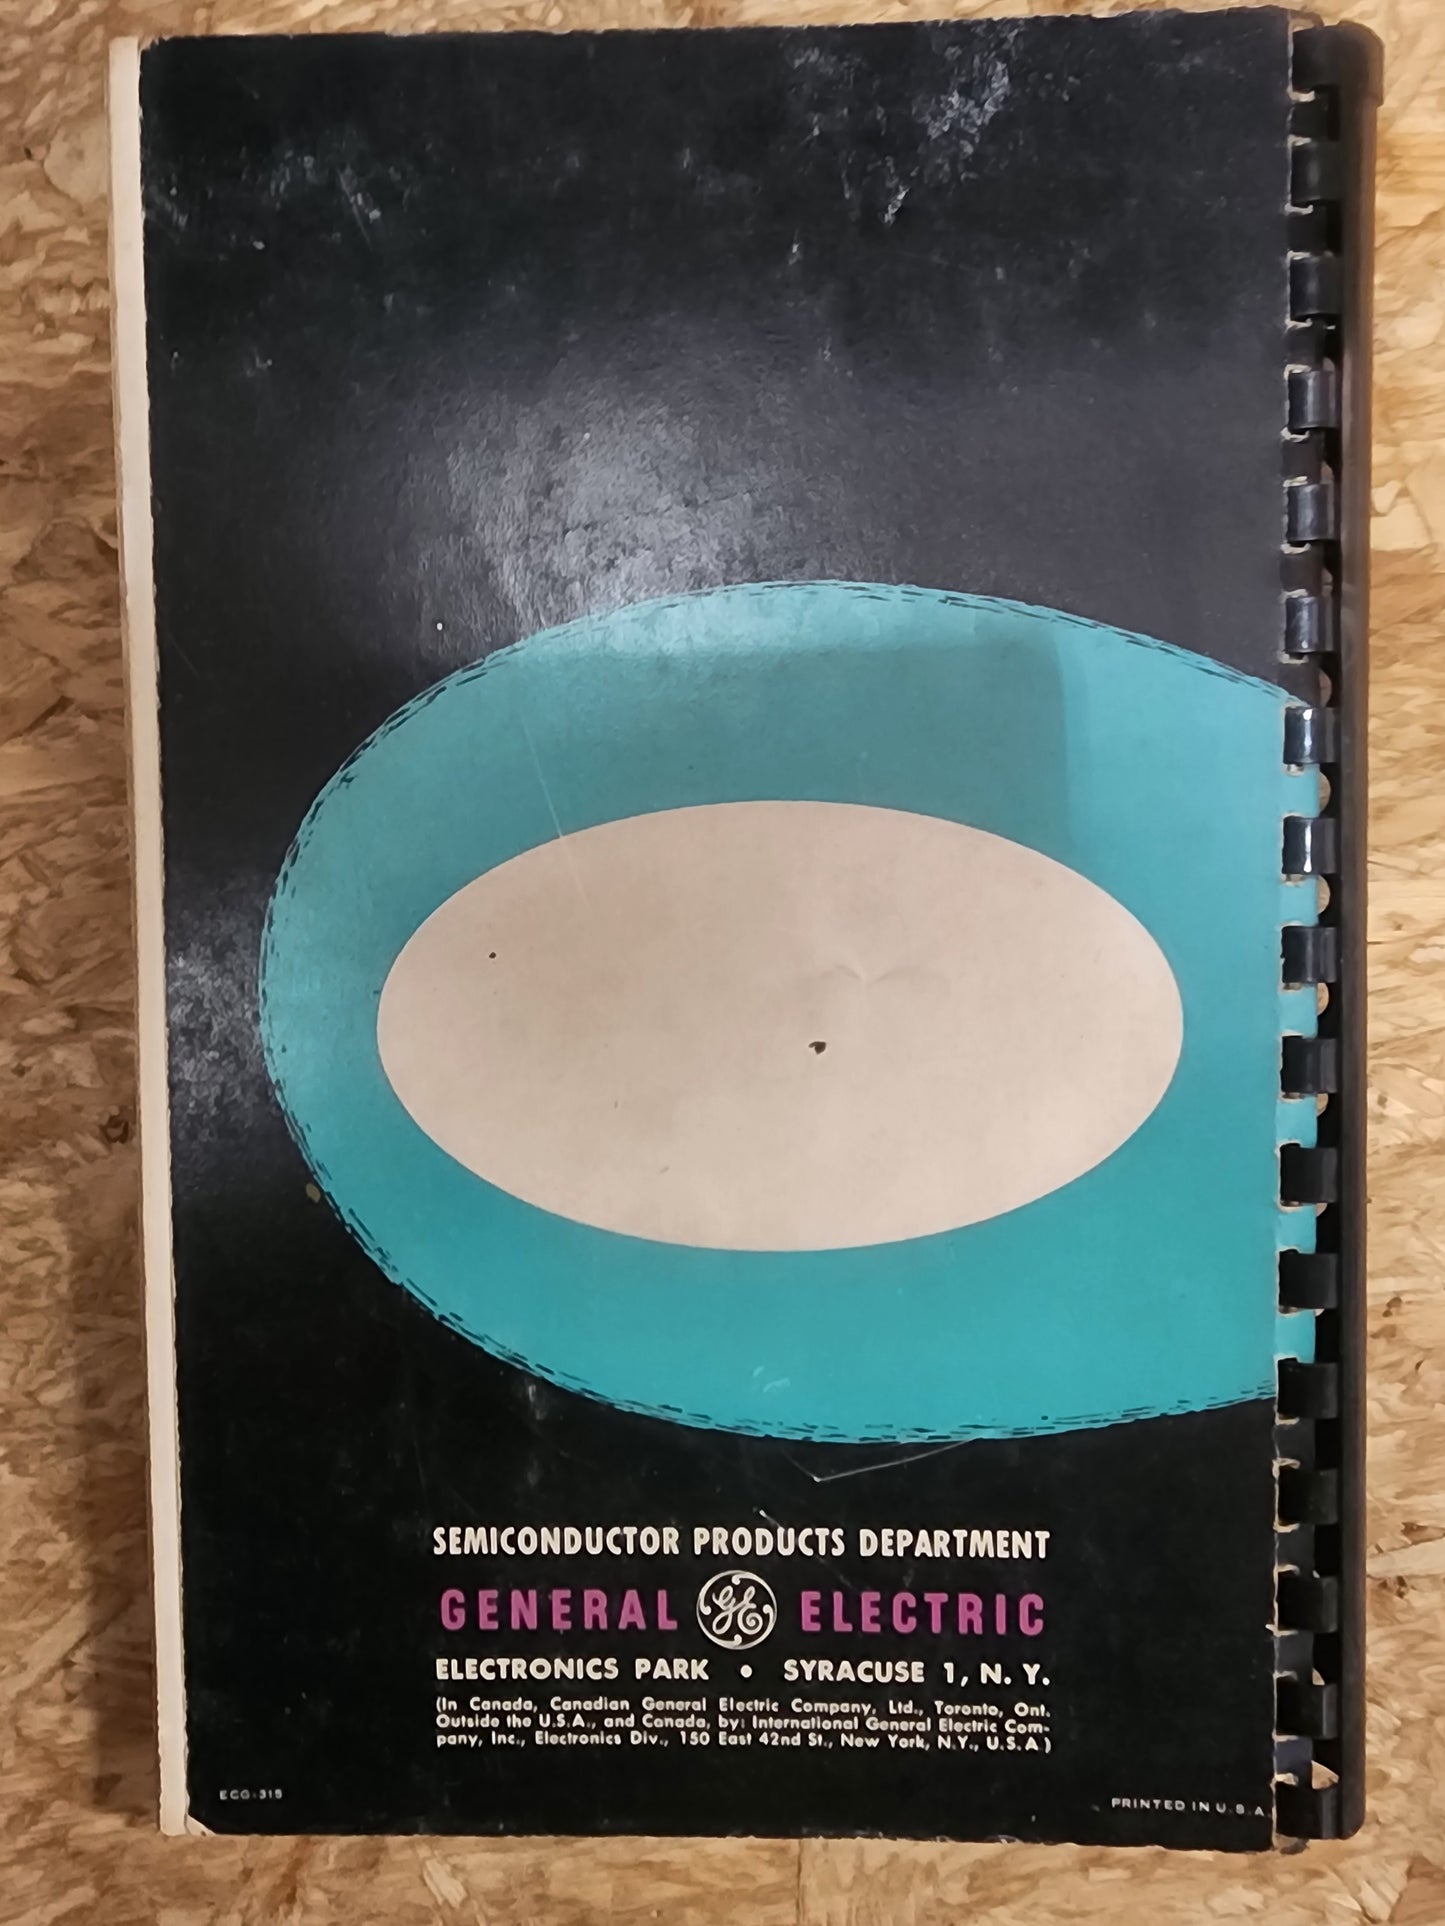 SEMICONDUCTOR PRODUCTS DEPARTMENT
GENERAL GE ELECTRIC
ELECTRONICS PARK • SYRACUSE 1, N. Y.
(In Canada, Canadian General Electric Company, Ltd., Toronto, Ont.
Outside the U.S.A., and Canada, by: International General Electric Com-
pany, Inc., Electronics Div., 150 East 42nd St., New York, N.Y., U.S.A.)
ECG-315
PRINTED IN U.S.A.